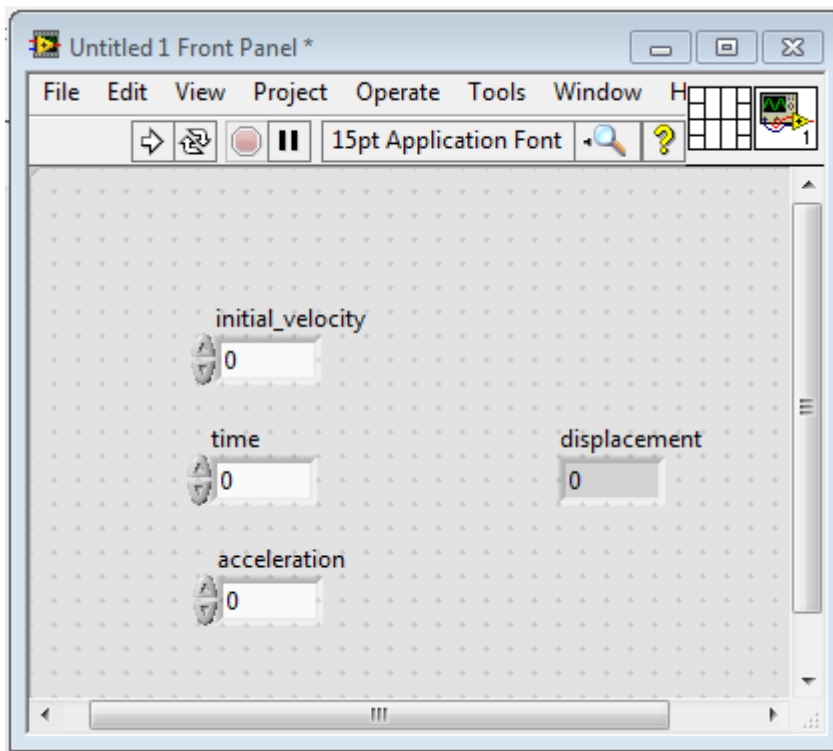 Untitled 1 Front Panel *
File Edit View Project Operate Tools Window H
15pt Application Font ?
1
initial_velocity
0
time
0
displacement
0
acceleration
0